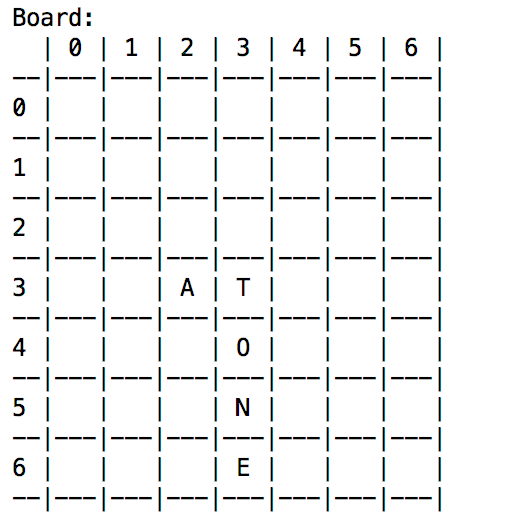 Board:
  | 0 | 1 | 2 | 3 | 4 | 5 | 6 |
--|---|---|---|---|---|---|---|
0 |   |   |   |   |   |   |   |
--|---|---|---|---|---|---|---|
1 |   |   |   |   |   |   |   |
--|---|---|---|---|---|---|---|
2 |   |   |   |   |   |   |   |
--|---|---|---|---|---|---|---|
3 |   |   | A | T |   |   |   |
--|---|---|---|---|---|---|---|
4 |   |   |   | O |   |   |   |
--|---|---|---|---|---|---|---|
5 |   |   |   | N |   |   |   |
--|---|---|---|---|---|---|---|
6 |   |   |   | E |   |   |   |
--|---|---|---|---|---|---|---|